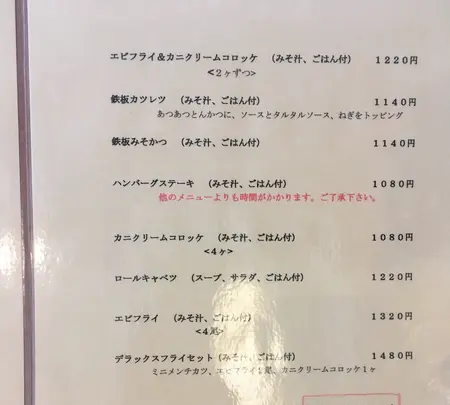 エビフライ＆カニクリームコロッケ　（みそ汁、ごはん付）　１２２０円
＜２ヶずつ＞
鉄板カツレツ　（みそ汁、ごはん付）　１１４０円
あつあつとんかつに、ソースとタルタルソース、ねぎをトッピング
鉄板みそかつ　（みそ汁、ごはん付）　１１４０円
ハンバーグステーキ　（みそ汁、ごはん付）　１０８０円
他のメニューよりも時間がかかります。ご了承下さい。
カニクリームコロッケ　（みそ汁、ごはん付）　１０８０円
＜４ヶ＞
ロールキャベツ　（スープ、サラダ、ごはん付）　１２２０円
エビフライ　（みそ汁、ごはん付）　１３２０円
＜４尾＞
デラックスフライセット（みそ汁、ごはん付）　１４８０円
ミニメンチカツ、エビフライ１尾、カニクリームコロッケ１ヶ